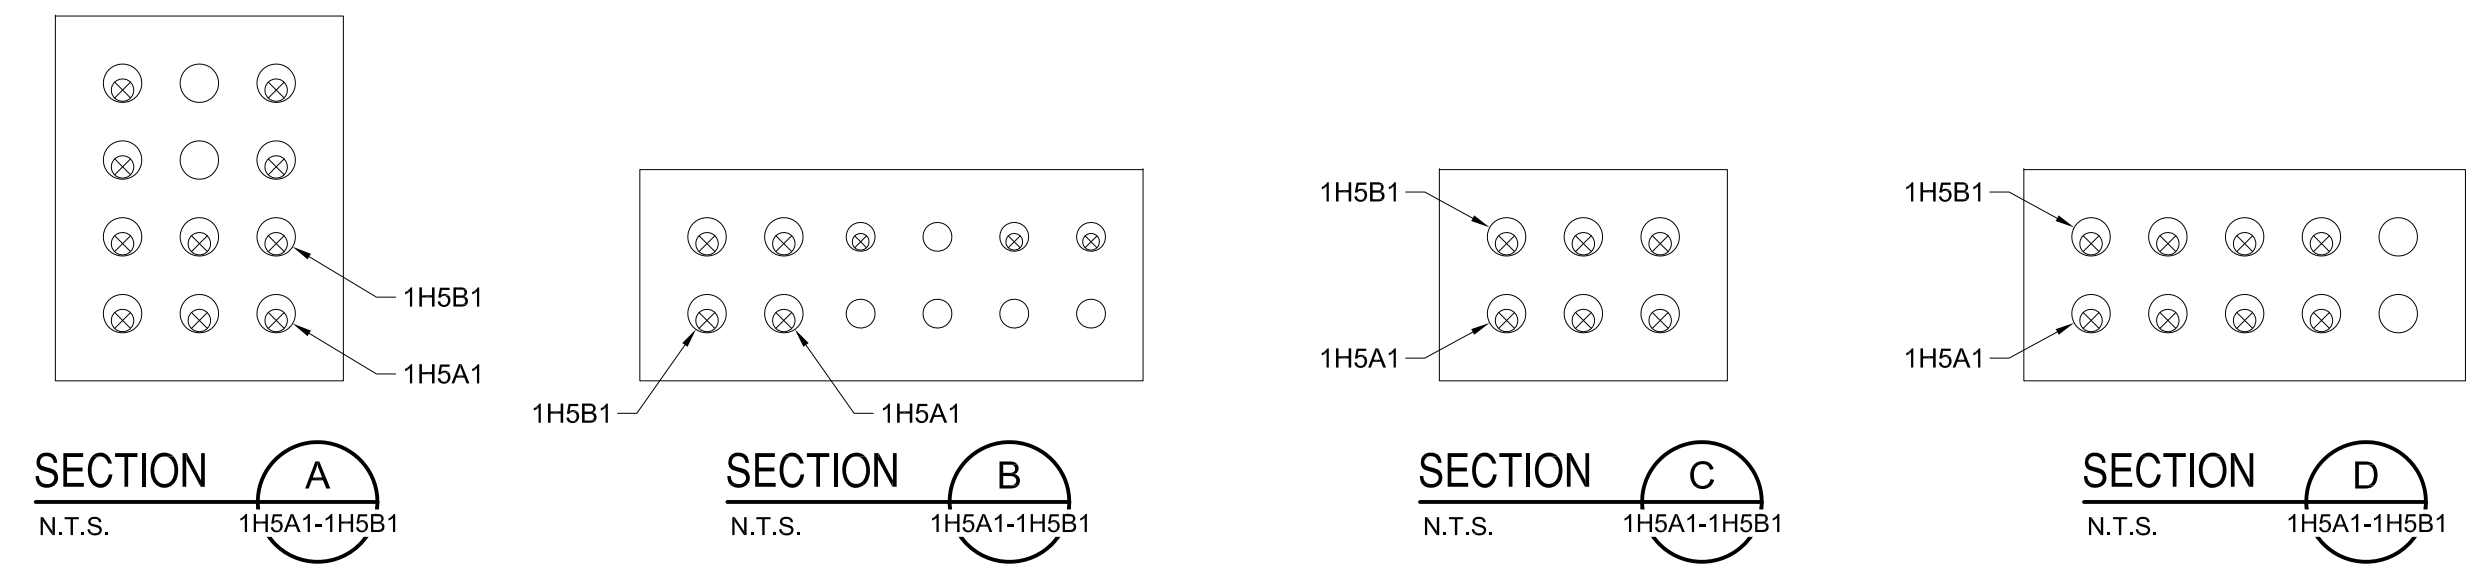 1H5B1
1H5A1
SECTION A
N.T.S. 1H5A1-1H5B1
1H5B1 1H5A1
SECTION B
N.T.S. 1H5A1-1H5B1
1H5B1
1H5A1
SECTION C
N.T.S. 1H5A1-1H5B1
1H5B1
1H5A1
SECTION D
N.T.S. 1H5A1-1H5B1